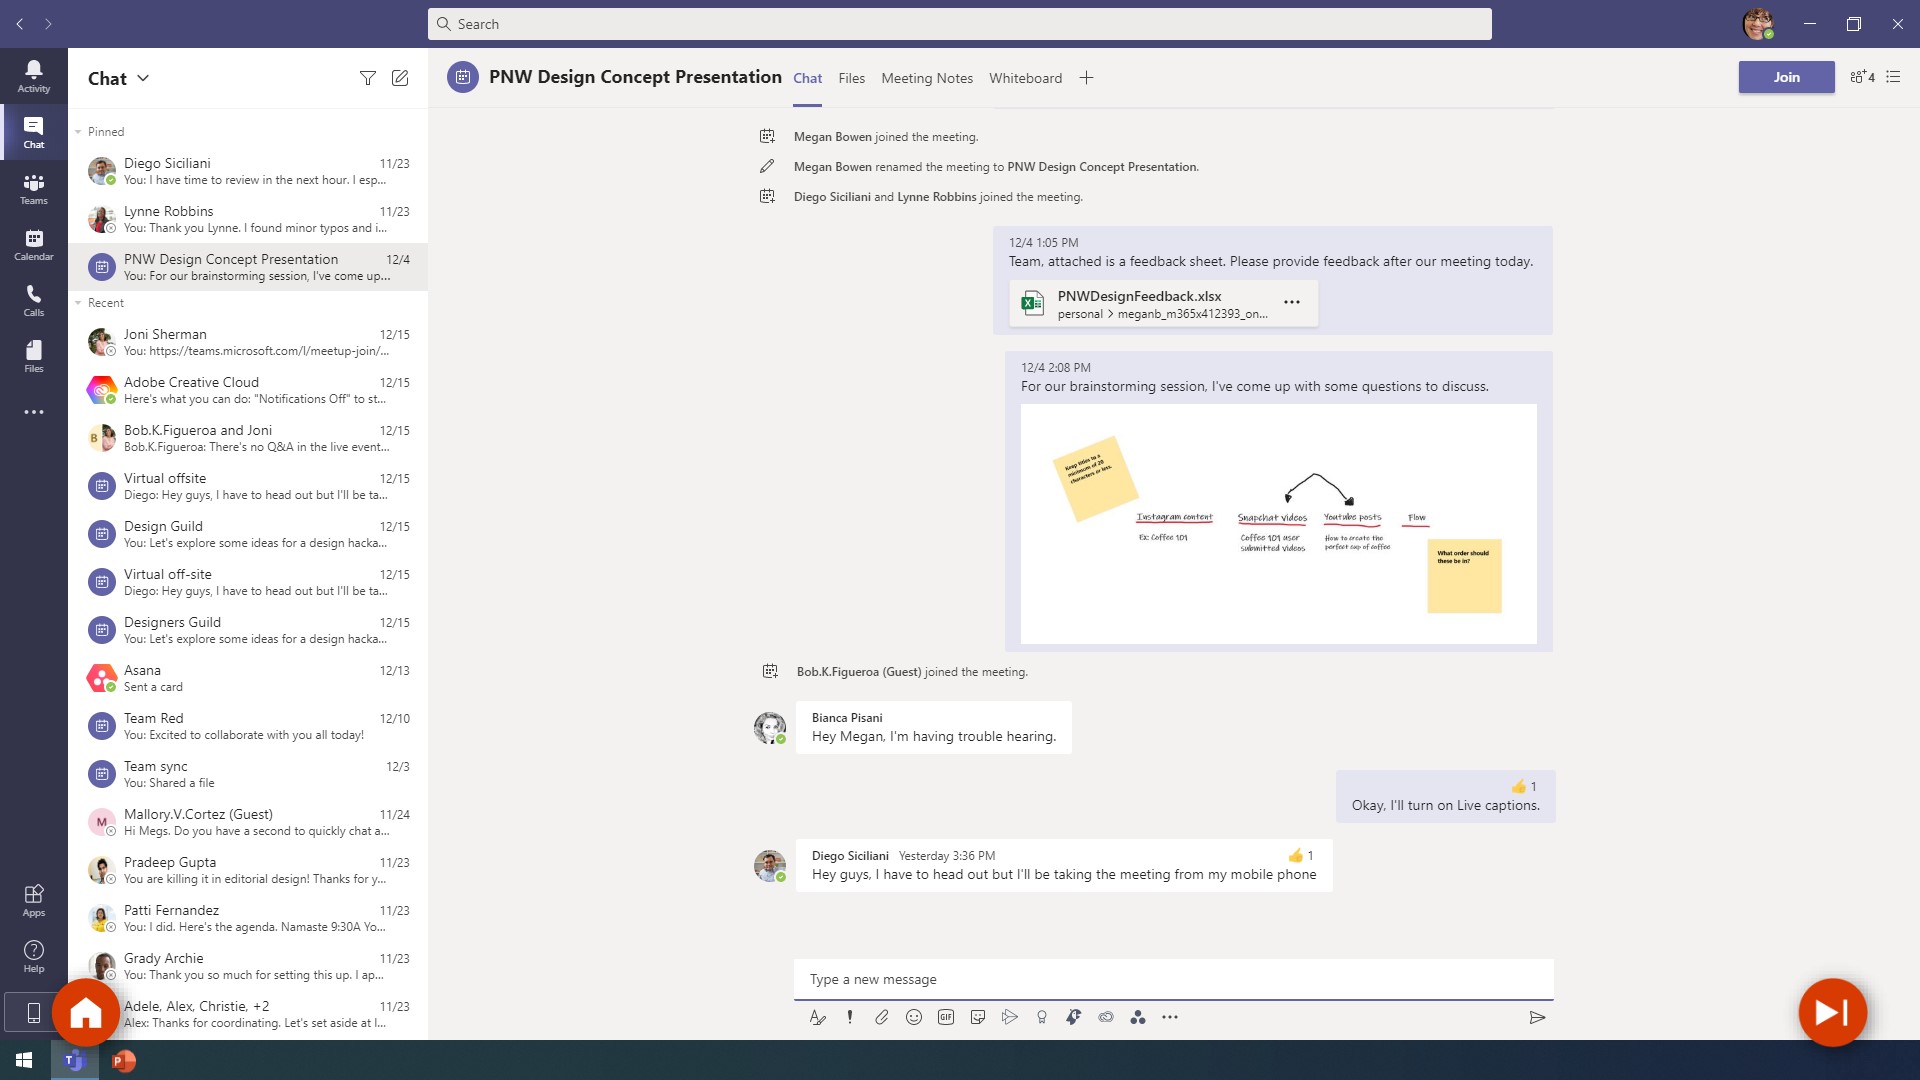 Search
Activity
Chat
Teams
Calendar
Calls
Files
Apps
Help
Chat
Pinned
Diego Siciliani 11/23
You: I have time to review in the next hour. I esp...
Lynne Robbins 11/23
You: Thank you Lynne. I found minor typos and i...
PNW Design Concept Presentation 12/4
You: For our brainstorming session, I've come up...
Recent
Joni Sherman 12/15
You: https://teams.microsoft.com/l/meetup-join/...
Adobe Creative Cloud 12/15
Here's what you can do: "Notifications Off" to st...
B
Bob.K.Figueroa and Joni 12/15
Bob.K.Figueroa: There's no Q&A in the live event...
Virtual offsite 12/15
Diego: Hey guys, I have to head out but I'll be ta...
Design Guild 12/15
You: Let's explore some ideas for a design hacka...
Virtual off-site 12/15
Diego: Hey guys, I have to head out but I'll be ta...
Designers Guild 12/15
You: Let's explore some ideas for a design hacka...
Asana 12/13
Sent a card
Team Red 12/10
You: Excited to collaborate with you all today!
Team sync 12/3
You: Shared a file
M
Mallory.V.Cortez (Guest) 11/24
Hi Megs. Do you have a second to quickly chat a...
Pradeep Gupta 11/23
You are killing it in editorial design! Thanks for y...
Patti Fernandez 11/23
You: I did. Here's the agenda. Namaste 9:30A Yo...
Grady Archie 11/23
You: Thank you so much for setting this up. I ap...
Adele, Alex, Christie, +2 11/23
Alex: Thanks for coordinating. Let's set aside at l...
PNW Design Concept Presentation Chat Files Meeting Notes Whiteboard Join 4
Megan Bowen joined the meeting.
Megan Bowen renamed the meeting to PNW Design Concept Presentation.
Diego Siciliani and Lynne Robbins joined the meeting.
12/4 1:05 PM
Team, attached is a feedback sheet. Please provide feedback after our meeting today.
X
PNWDesignFeedback.xlsx
personal > meganb_m365x412393_on...
12/4 2:08 PM
For our brainstorming session, I've come up with some questions to discuss.
Keep titles to a
minimum of 20
characters or less.
Instagram content Snapchat videos Youtube posts Flow
Ex: Coffee 101
Coffee 101 user
submitted videos
How to create the
perfect cup of coffee
What order should
these be in?
Bob.K.Figueroa (Guest) joined the meeting.
Bianca Pisani
Hey Megan, I'm having trouble hearing.
1
Okay, I'll turn on Live captions.
Diego Siciliani Yesterday 3:36 PM 1
Hey guys, I have to head out but I'll be taking the meeting from my mobile phone
Type a new message
GIF
T
P